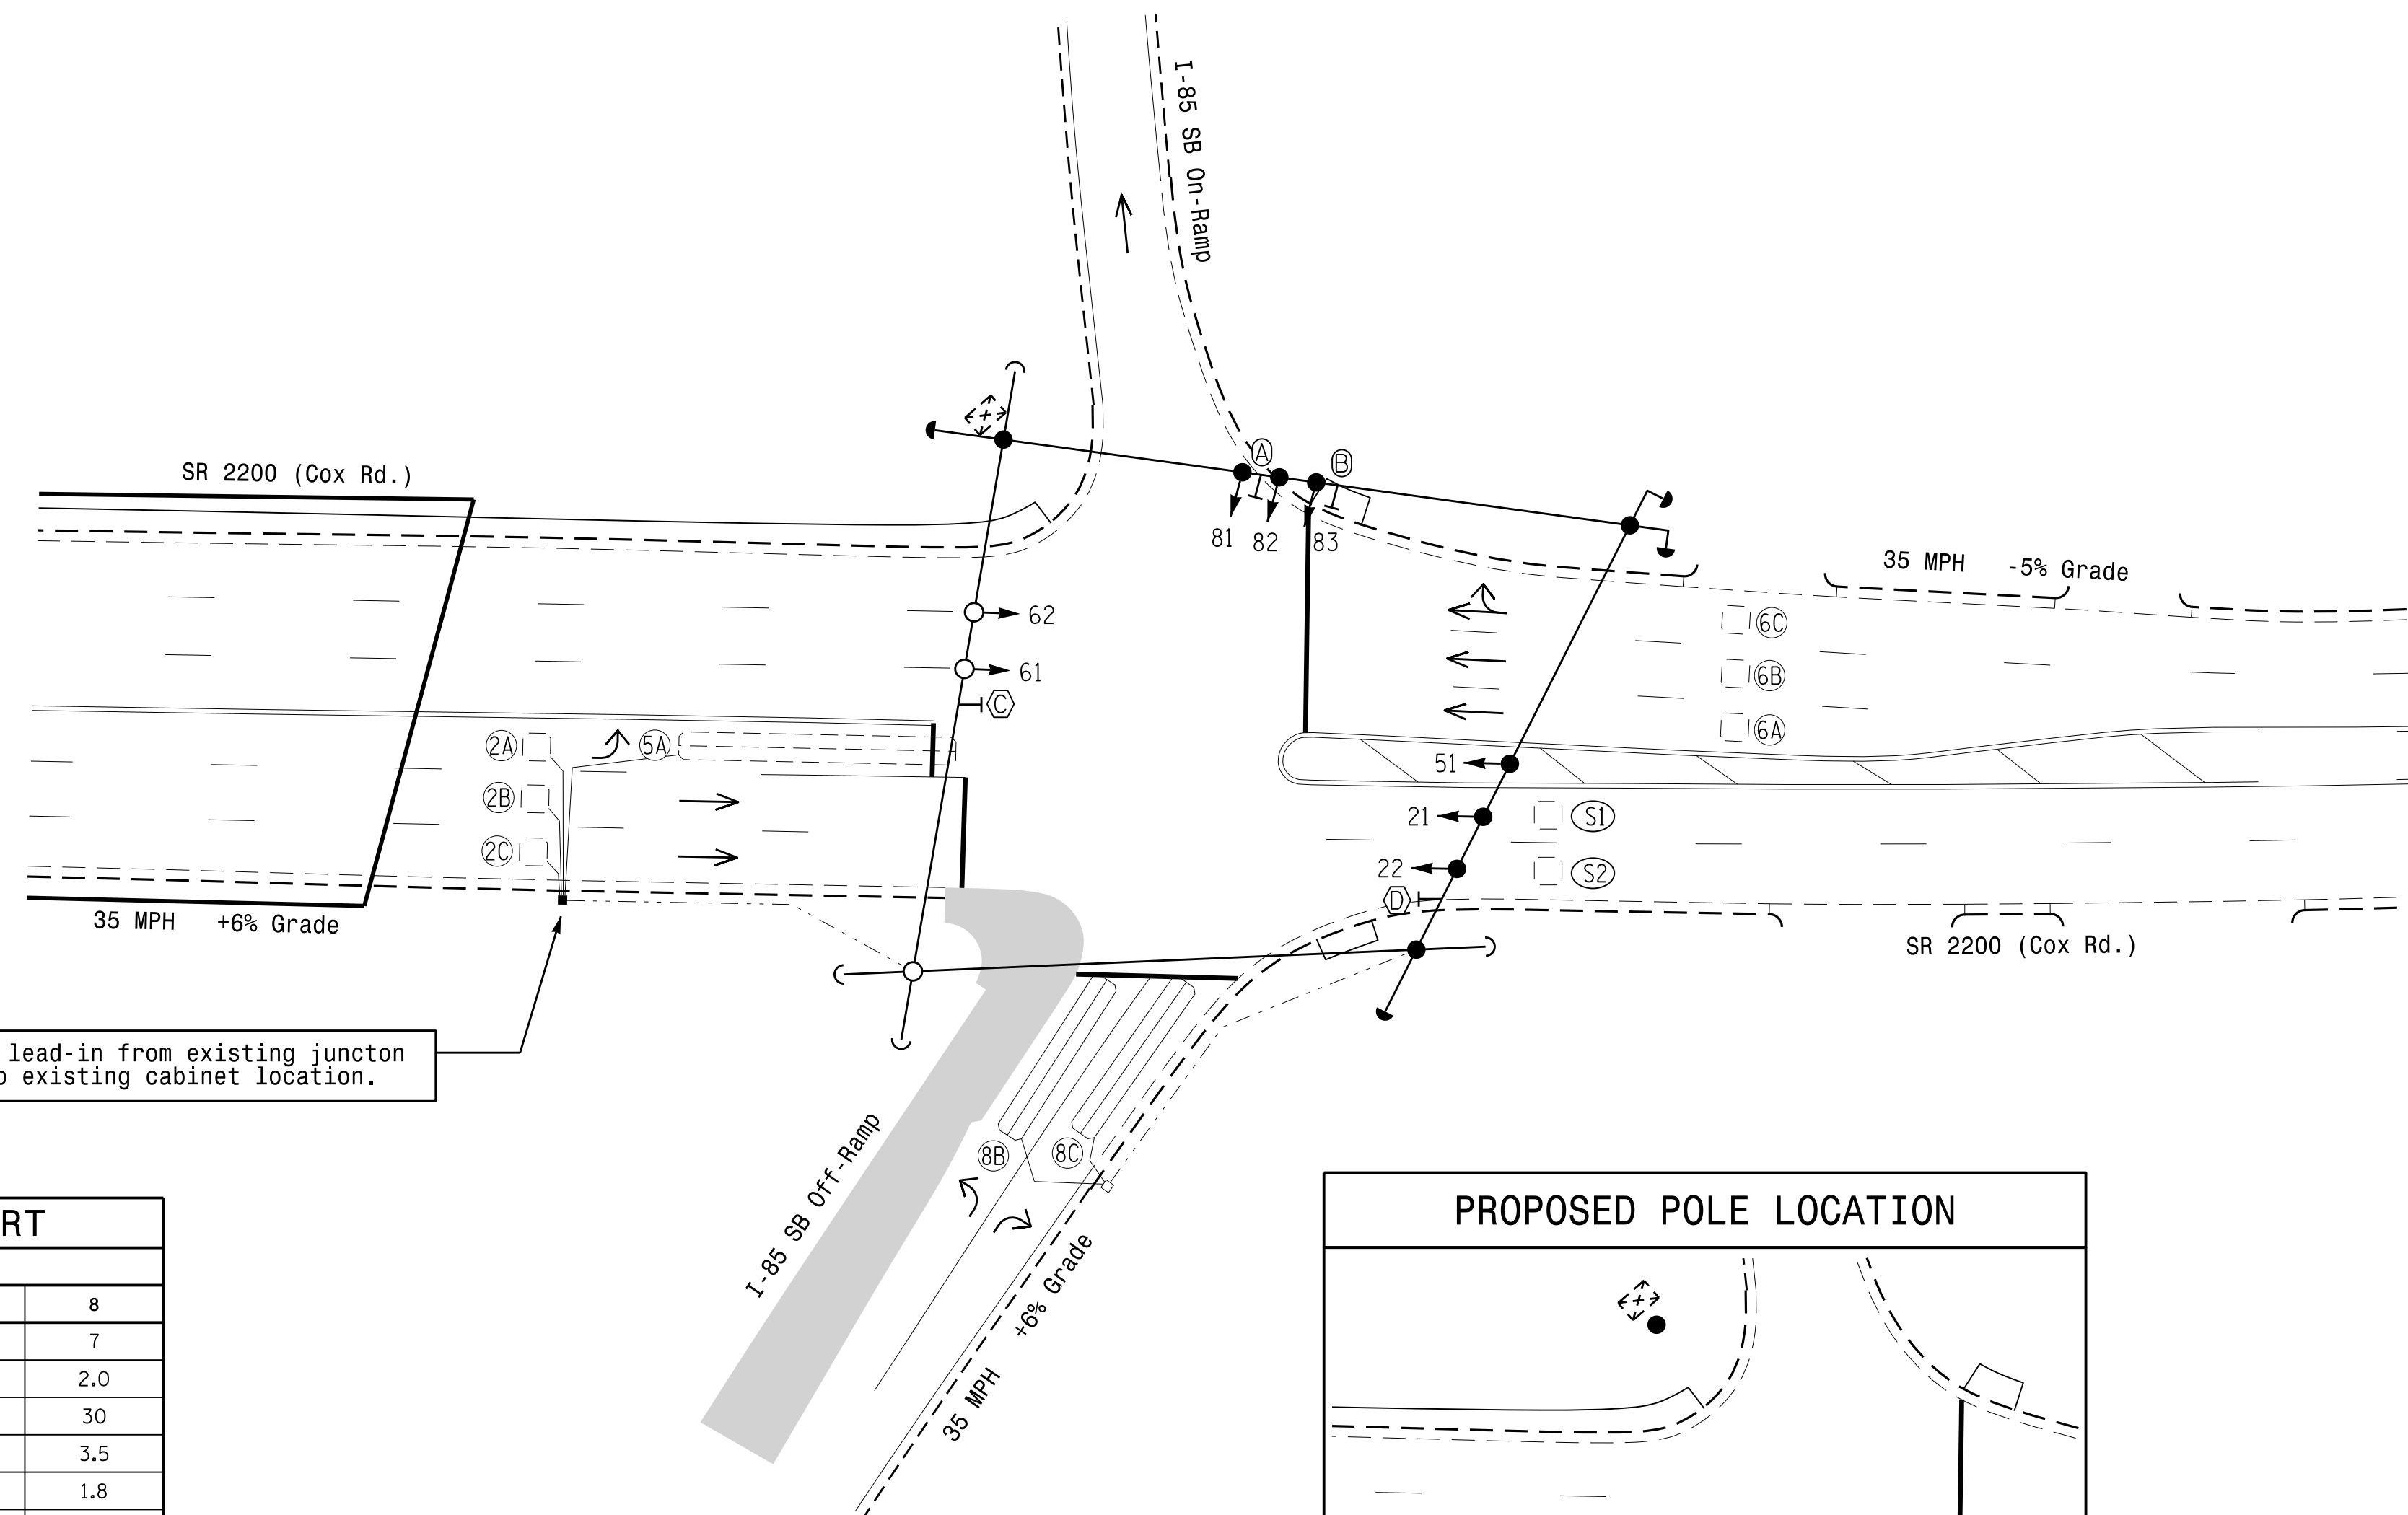 I-85 SB On-Ramp
SR 2200 (Cox Rd.)
A
B
81
82
83
35 MPH -5% Grade
62
61
C
6C
6B
6A
2A
5A
2B
2C
51
21
S1
22
S2
D
35 MPH +6% Grade
SR 2200 (Cox Rd.)
lead-in from existing juncton
existing cabinet location.
I-85 SB Off-Ramp
8B
8C
35 MPH +6% Grade
RT
8
7
2.0
30
3.5
1.8
PROPOSED POLE LOCATION